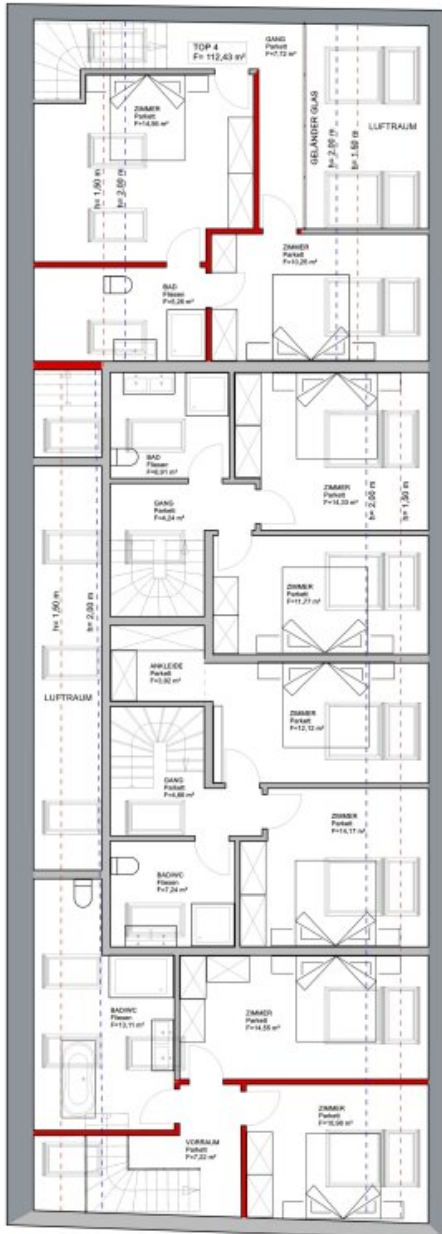 TOP 4
F= 112,43 m²
GANG
Parkett
F=7,72 m²
ZIMMER
Parkett
F=14,66 m²
GELÄNDER GLAS
h= 2.00 m
h= 1.50 m
LUFTRAUM
h= 1,50 m
h= 2,00 m
ZIMMER
Parkett
F=10,26 m²
BAD
Fliesen
F=5,26 m²
BAD
Fliesen
F=6,91 m²
ZIMMER
Parkett
F=14,33 m²
h= 2,00 m
h= 1,50 m
GANG
Parkett
F=4,24 m²
ZIMMER
Parkett
F=11,77 m²
h= 1,50 m
h= 2,00 m
ANKLEIDE
Parkett
F=3,92 m²
LUFTRAUM
ZIMMER
Parkett
F=12,12 m²
GANG
Parkett
F=4,68 m²
ZIMMER
Parkett
F=14,17 m²
BAD/WC
Fliesen
F=7,24 m²
BAD/WC
Fliesen
F=13,11 m²
ZIMMER
Parkett
F=14,55 m²
ZIMMER
Parkett
F=10,98 m²
VORRAUM
Parkett
F=7,22 m²